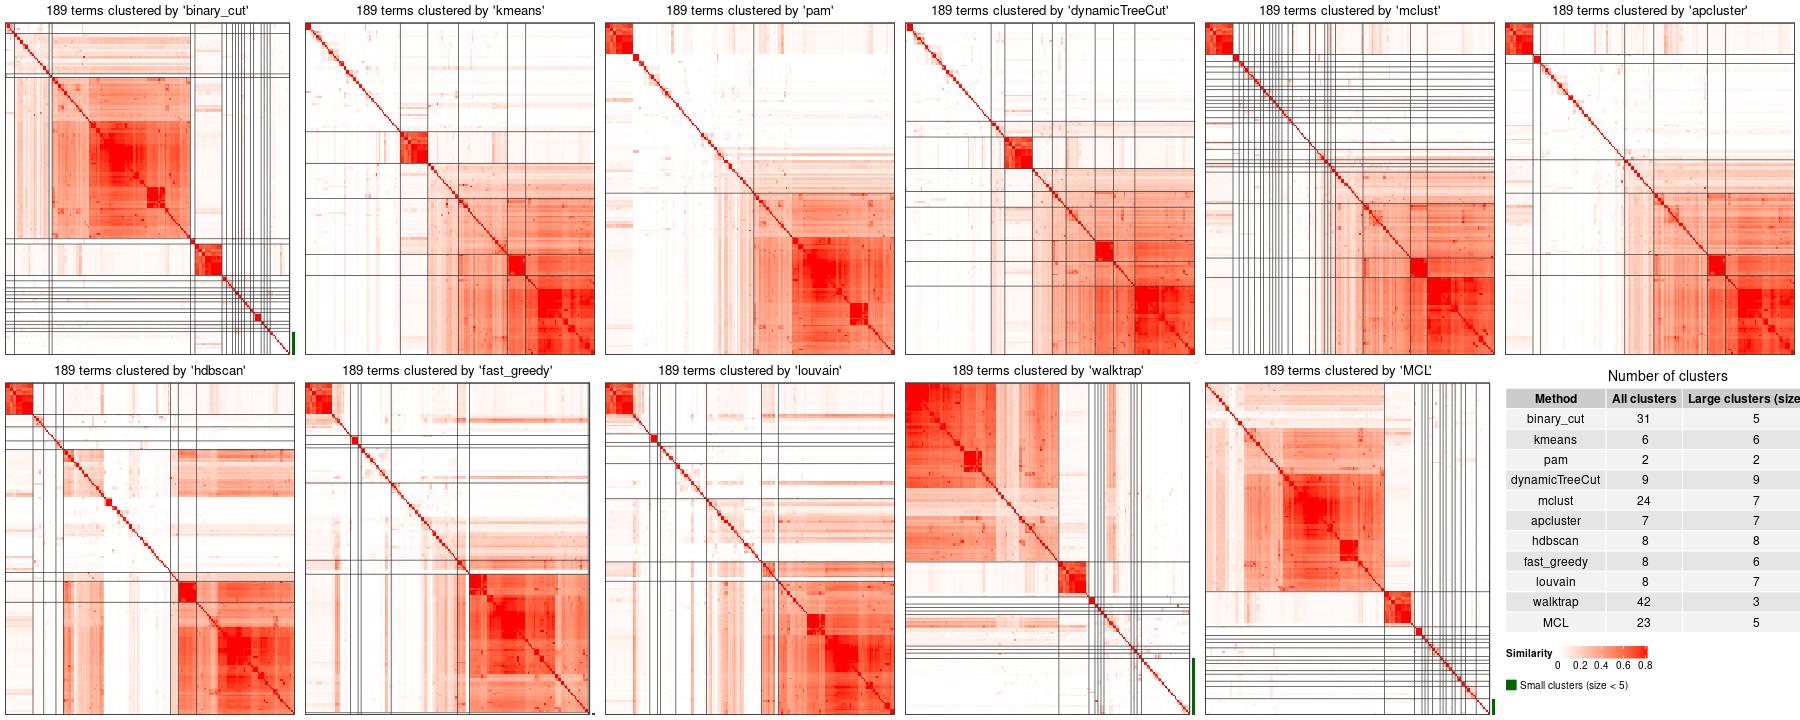 189 terms clustered by 'binary_cut'
189 terms clustered by 'kmeans'
189 terms clustered by 'pam'
189 terms clustered by 'dynamicTreeCut'
189 terms clustered by 'mclust'
189 terms clustered by 'apcluster'
189 terms clustered by 'hdbscan'
189 terms clustered by 'fast_greedy'
189 terms clustered by 'louvain'
189 terms clustered by 'walktrap'
189 terms clustered by 'MCL'
Number of clusters
Method All clusters Large clusters (size
binary_cut 31 5
kmeans 6 6
pam 2 2
dynamicTreeCut 9 9
mclust 24 7
apcluster 7 7
hdbscan 8 8
fast_greedy 8 6
louvain 8 7
walktrap 42 3
MCL 23 5
Similarity
0 0.2 0.4 0.6 0.8
Small clusters (size < 5)